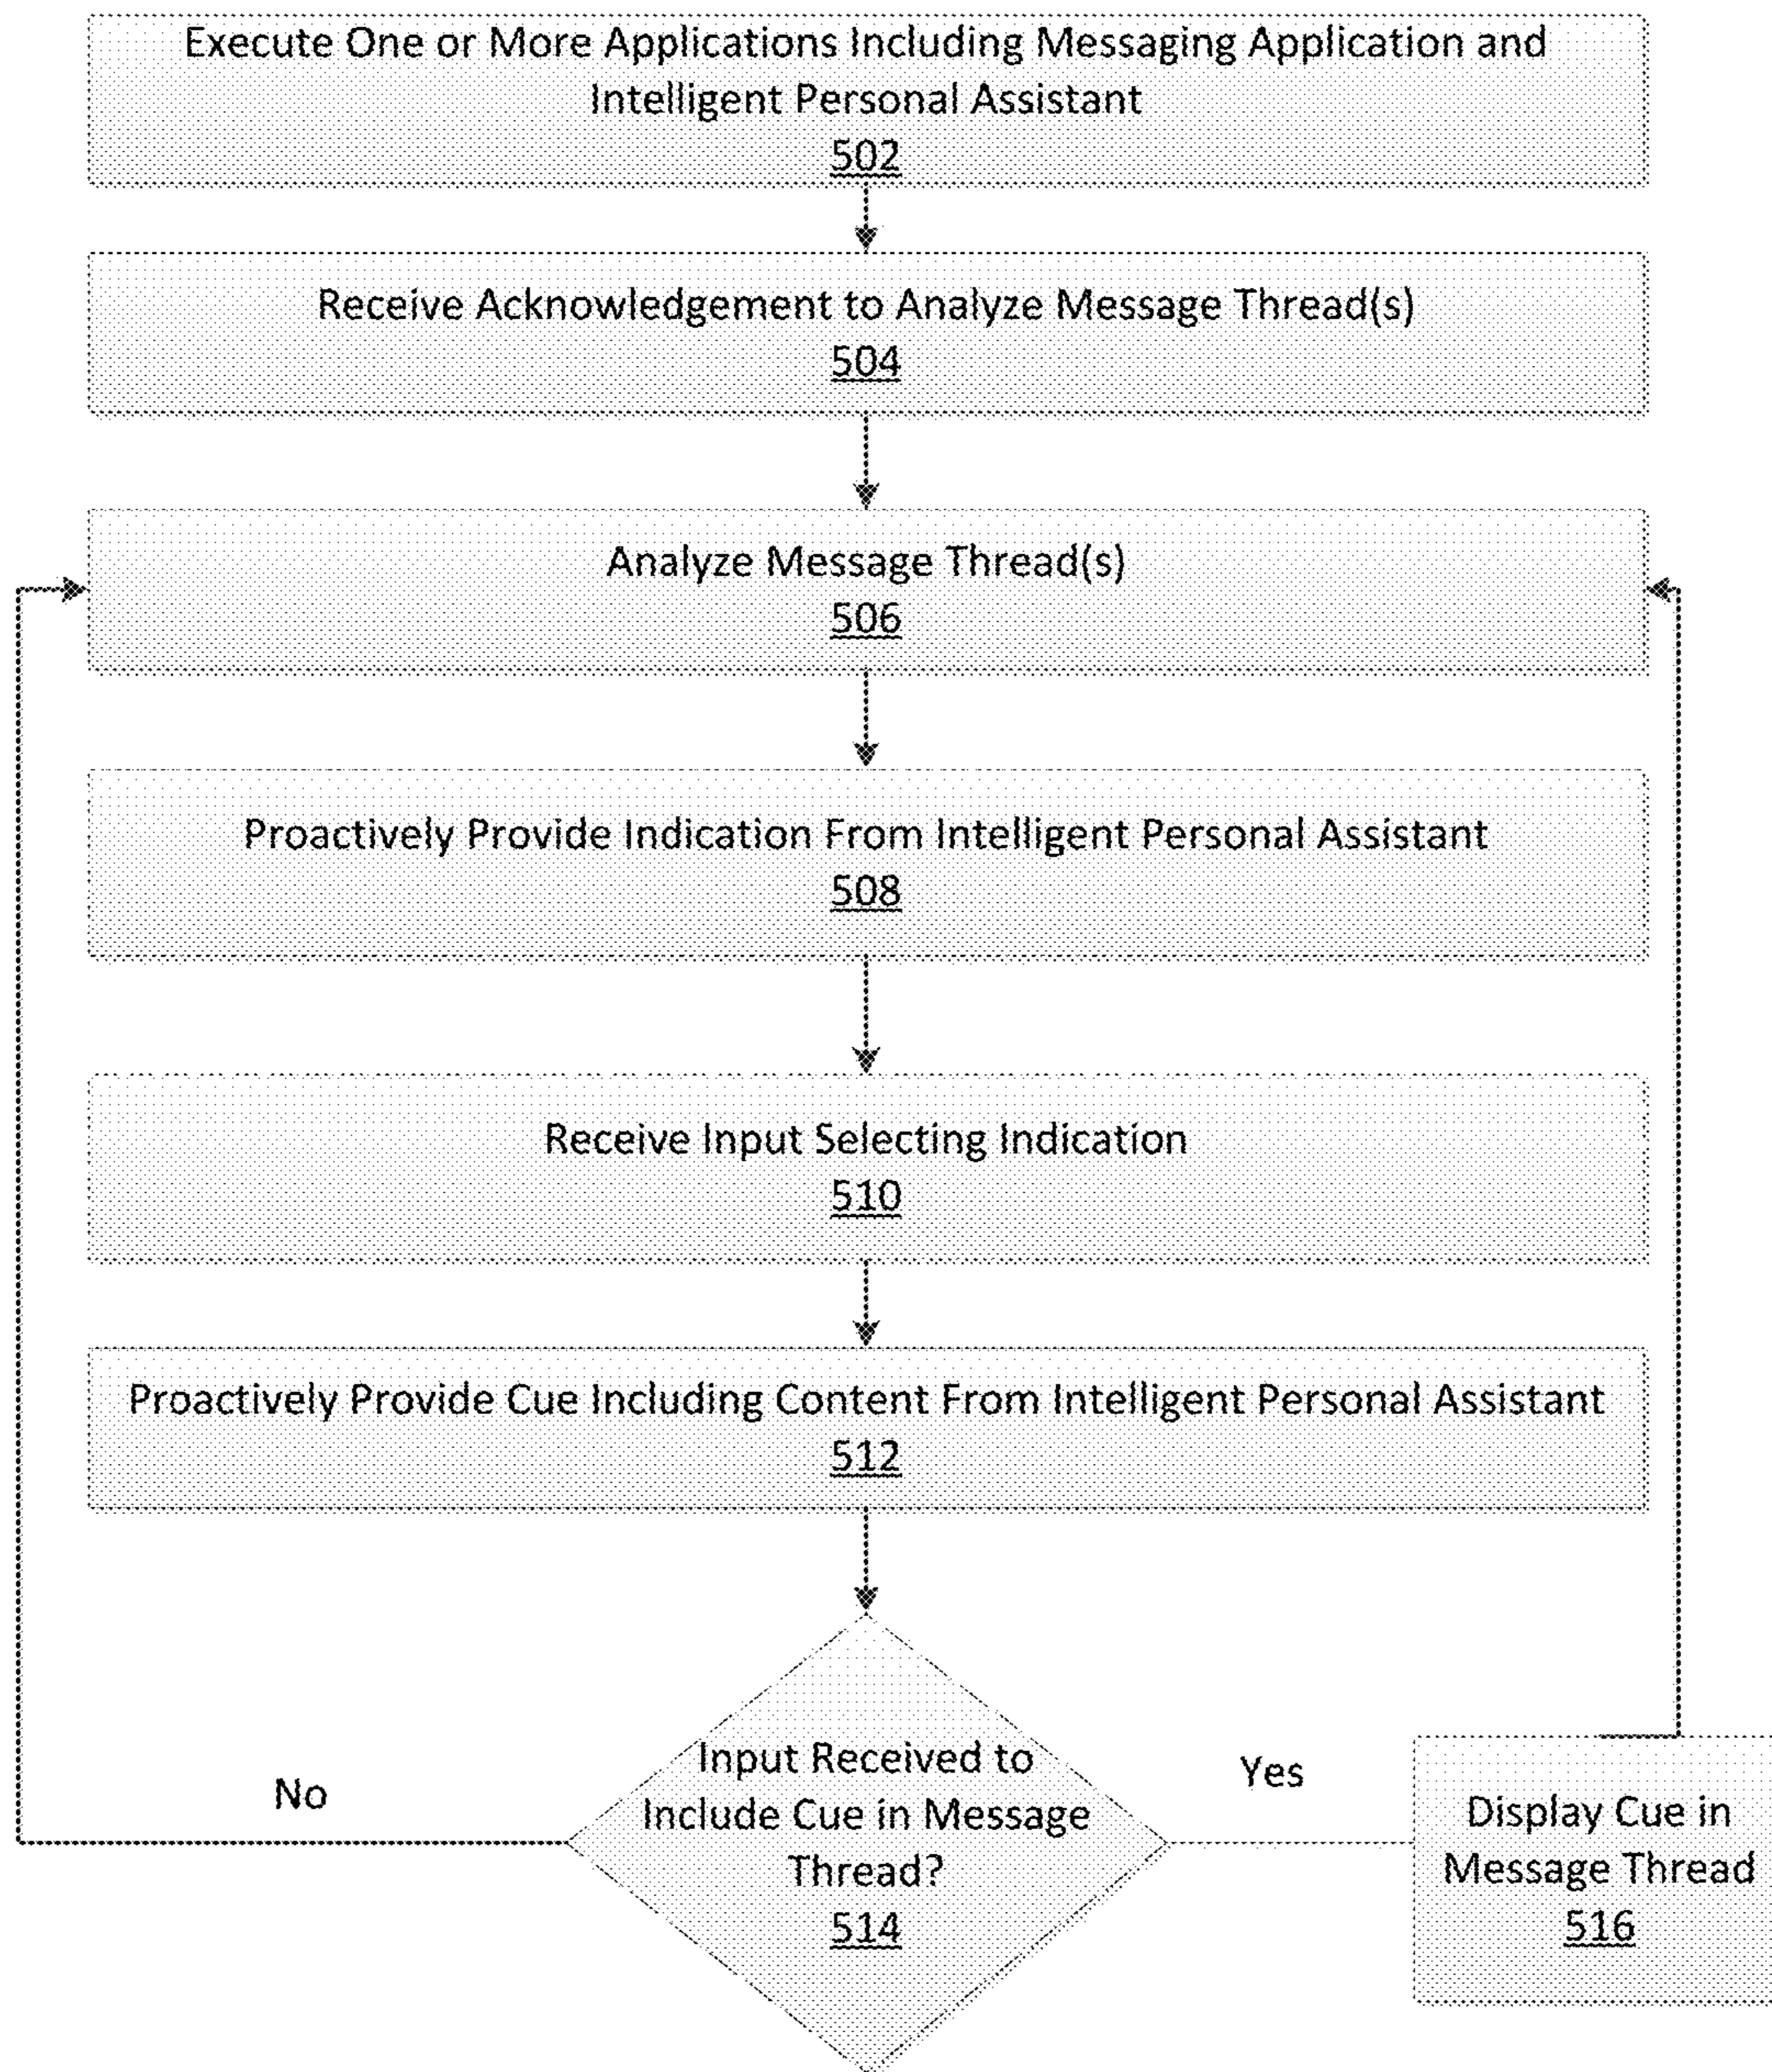 Execute One or More Applications Including Messaging Application and
Intelligent Personal Assistant
502
Receive Acknowledgement to Analyze Message Thread(s)
504
Analyze Message Thread(s)
506
Proactively Provide Indication From Intelligent Personal Assistant
508
Receive Input Selecting Indication
510
Proactively Provide Cue Including Content From Intelligent Personal Assistant
512
Input Received to
Include Cue in Message
Thread?
514
No
Yes
Display Cue in
Message Thread
516